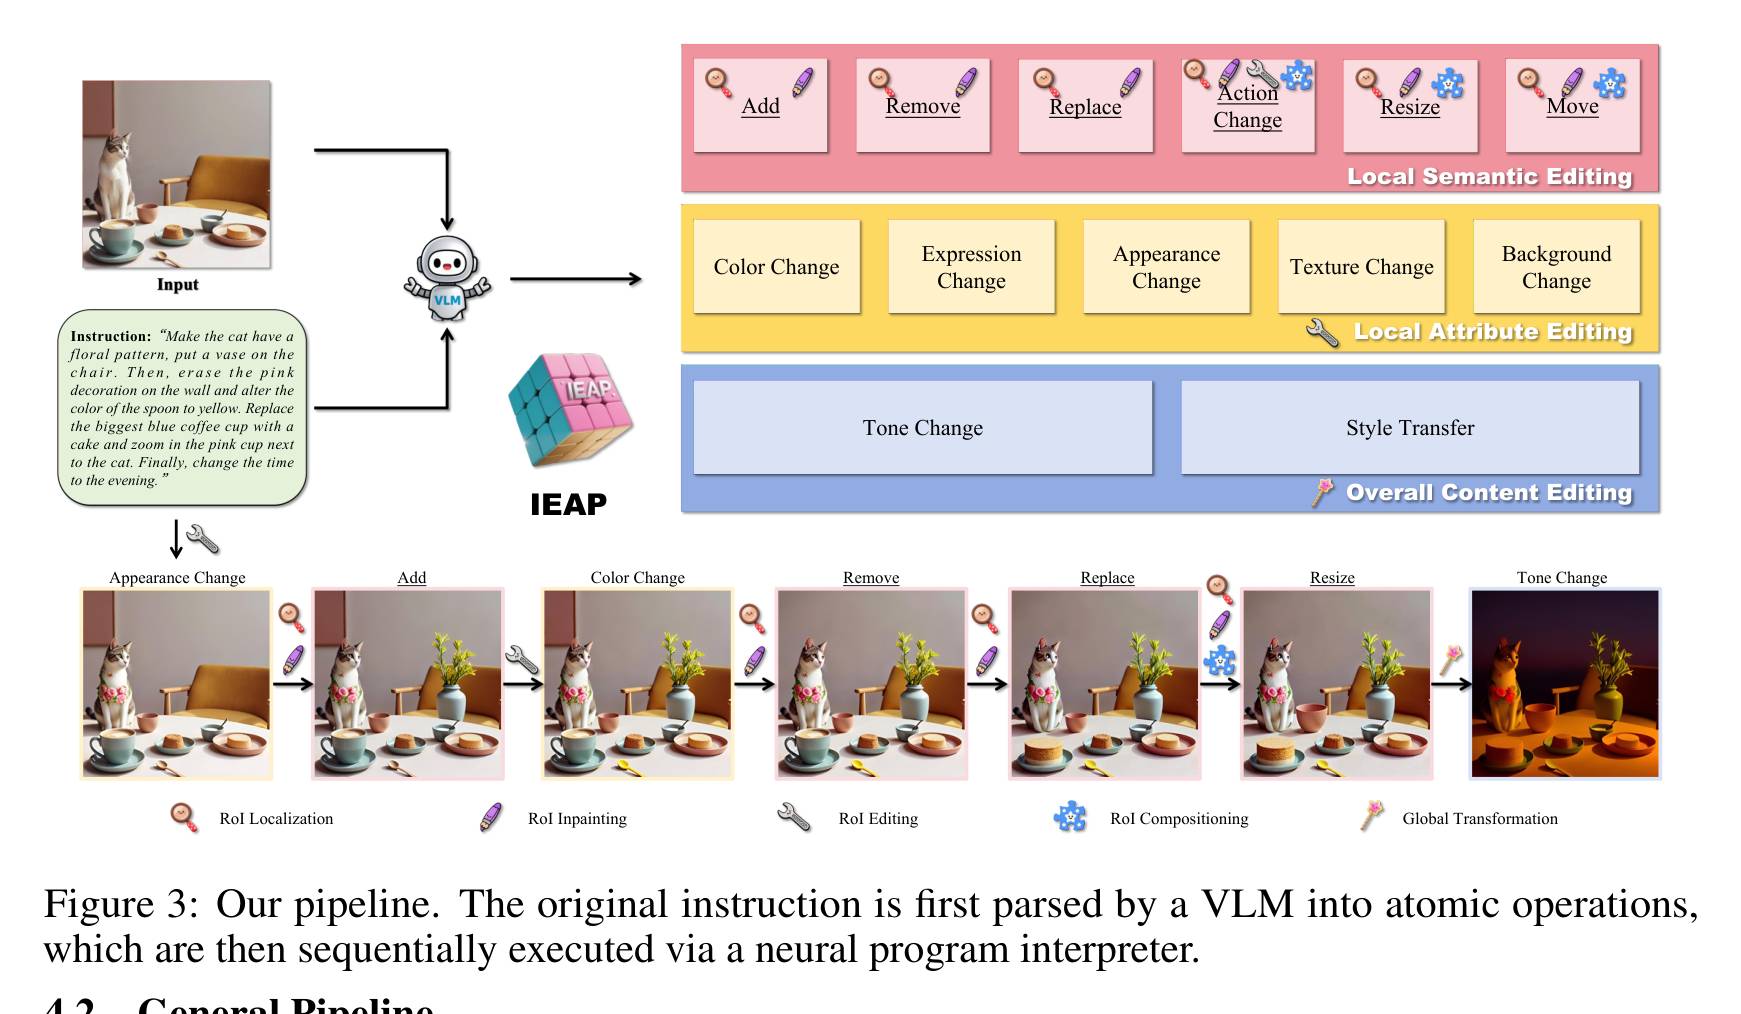 Add
Remove
Replace
Action
Change
Resize
Move
Local Semantic Editing
Input
VLM
Color Change
Expression
Change
Appearance
Change
Texture Change
Background
Change
Local Attribute Editing
Instruction: “Make the cat have a
floral pattern, put a vase on the
chair. Then, erase the pink
decoration on the wall and alter the
color of the spoon to yellow. Replace
the biggest blue coffee cup with a
cake and zoom in the pink cup next
to the cat. Finally, change the time
to the evening.”
IEAP
IEAP
Tone Change
Style Transfer
Overall Content Editing
Appearance Change
Add
Color Change
Remove
Replace
Resize
Tone Change
RoI Localization
RoI Inpainting
RoI Editing
RoI Compositioning
Global Transformation
Figure 3: Our pipeline. The original instruction is first parsed by a VLM into atomic operations,
which are then sequentially executed via a neural program interpreter.
4.2 General Pipeline